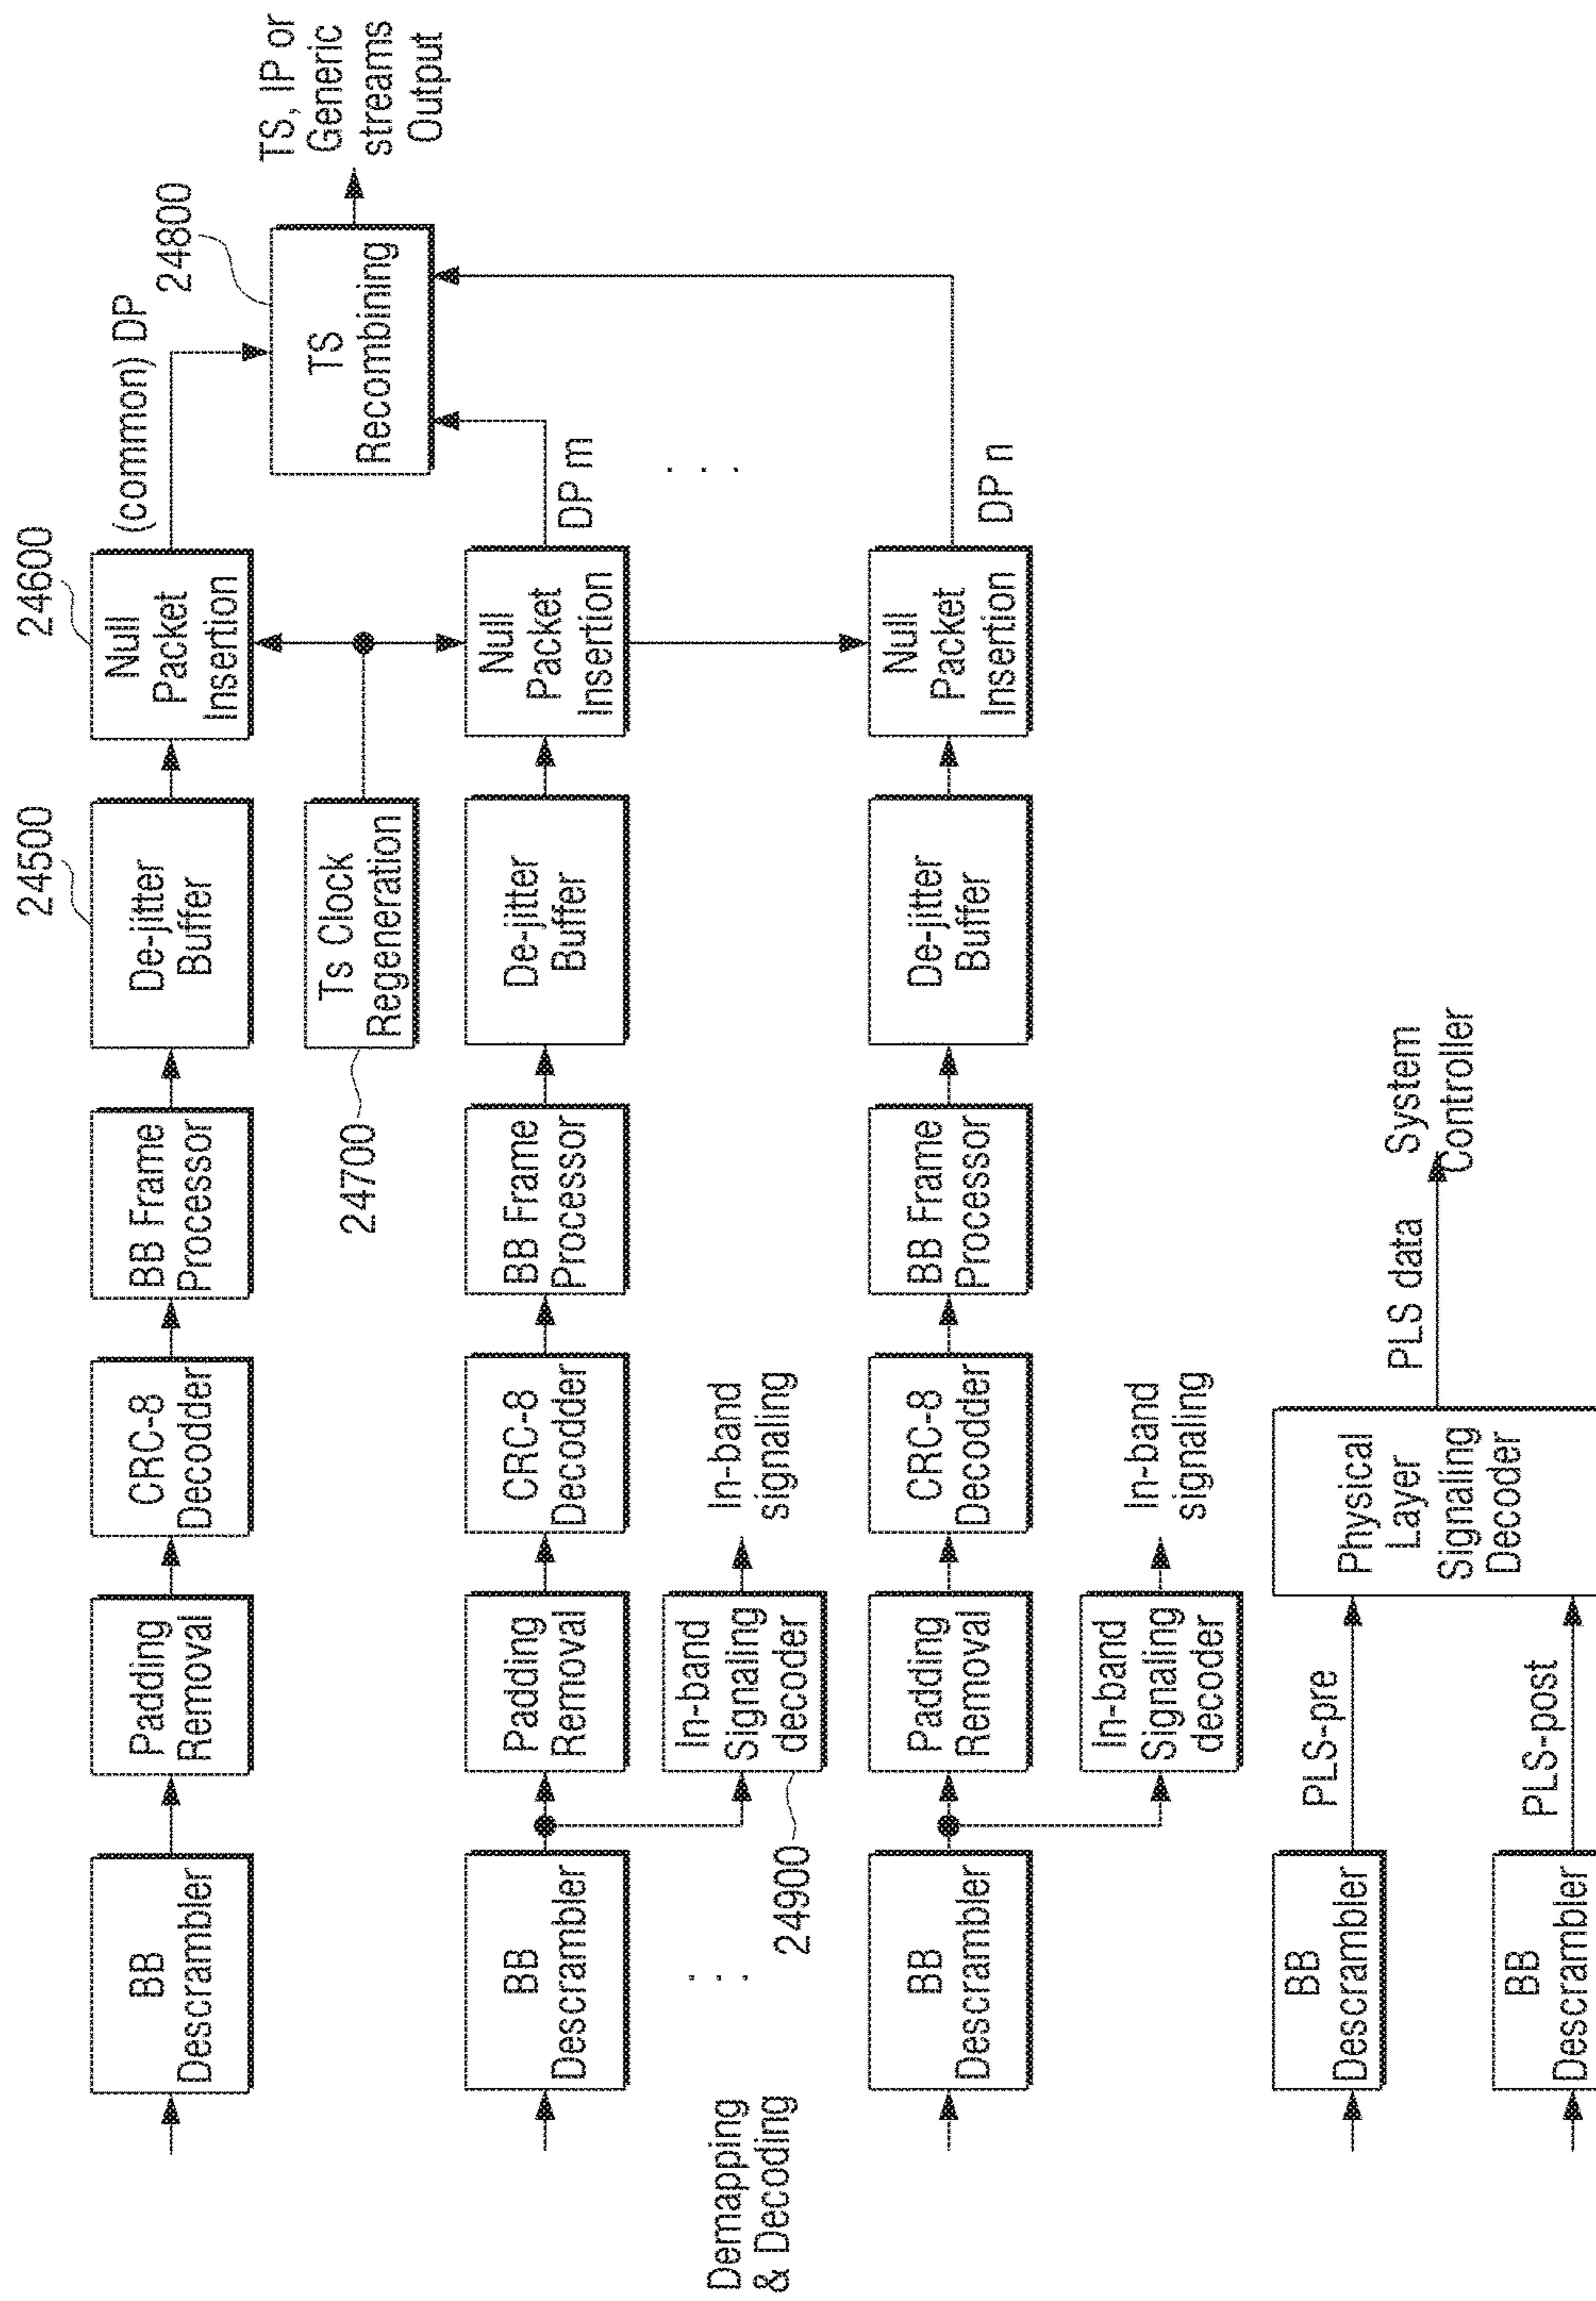 BB
Descrambler
Padding
Removal
CRC-8
Decodder
BB Frame
Processor
24500
De-jitter
Buffer
24600
Null
Packet
Insertion
(common) DP
24800
TS
Recombining
TS, IP or
Generic
streams
Output
24700
Ts Clock
Regeneration
Demapping
& Decoding
BB
Descrambler
Padding
Removal
CRC-8
Decodder
BB Frame
Processor
De-jitter
Buffer
Null
Packet
Insertion
DP m
24900
In-band
Signaling
decoder
In-band
signaling
. . .
. . .
BB
Descrambler
Padding
Removal
CRC-8
Decodder
BB Frame
Processor
De-jitter
Buffer
Null
Packet
Insertion
DP n
In-band
Signaling
decoder
In-band
signaling
BB
Descrambler
PLS-pre
Physical
Layer
Signaling
Decoder
PLS data
System
Controller
BB
Descrambler
PLS-post